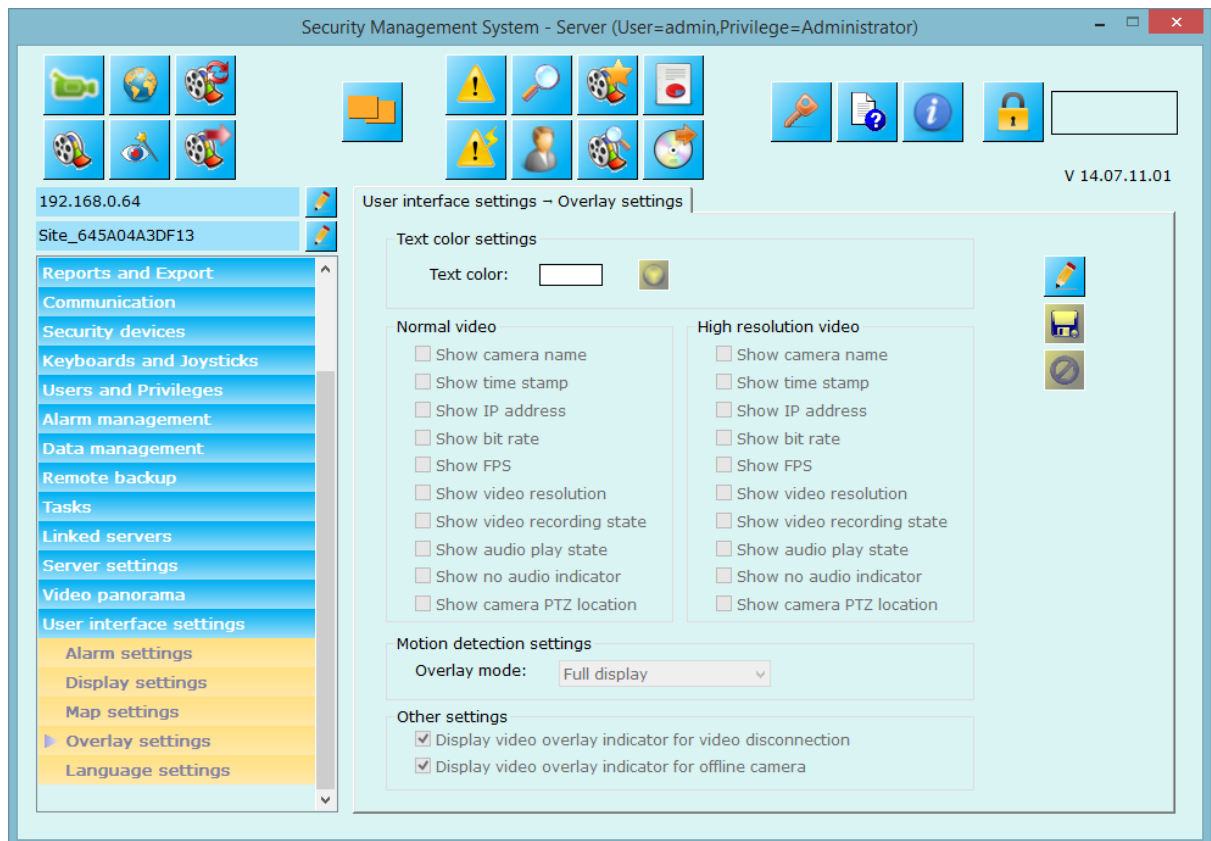 Security Management System - Server (User=admin,Privilege=Administrator)
V 14.07.11.01
192.168.0.64
Site_645A04A3DF13
Reports and Export
Communication
Security devices
Keyboards and Joysticks
Users and Privileges
Alarm management
Data management
Remote backup
Tasks
Linked servers
Server settings
Video panorama
User interface settings
Alarm settings
Display settings
Map settings
Overlay settings
Language settings
User interface settings → Overlay settings
Text color settings
Text color:
Normal video
Show camera name
Show time stamp
Show IP address
Show bit rate
Show FPS
Show video resolution
Show video recording state
Show audio play state
Show no audio indicator
Show camera PTZ location
High resolution video
Show camera name
Show time stamp
Show IP address
Show bit rate
Show FPS
Show video resolution
Show video recording state
Show audio play state
Show no audio indicator
Show camera PTZ location
Motion detection settings
Overlay mode: Full display
Other settings
Display video overlay indicator for video disconnection
Display video overlay indicator for offline camera